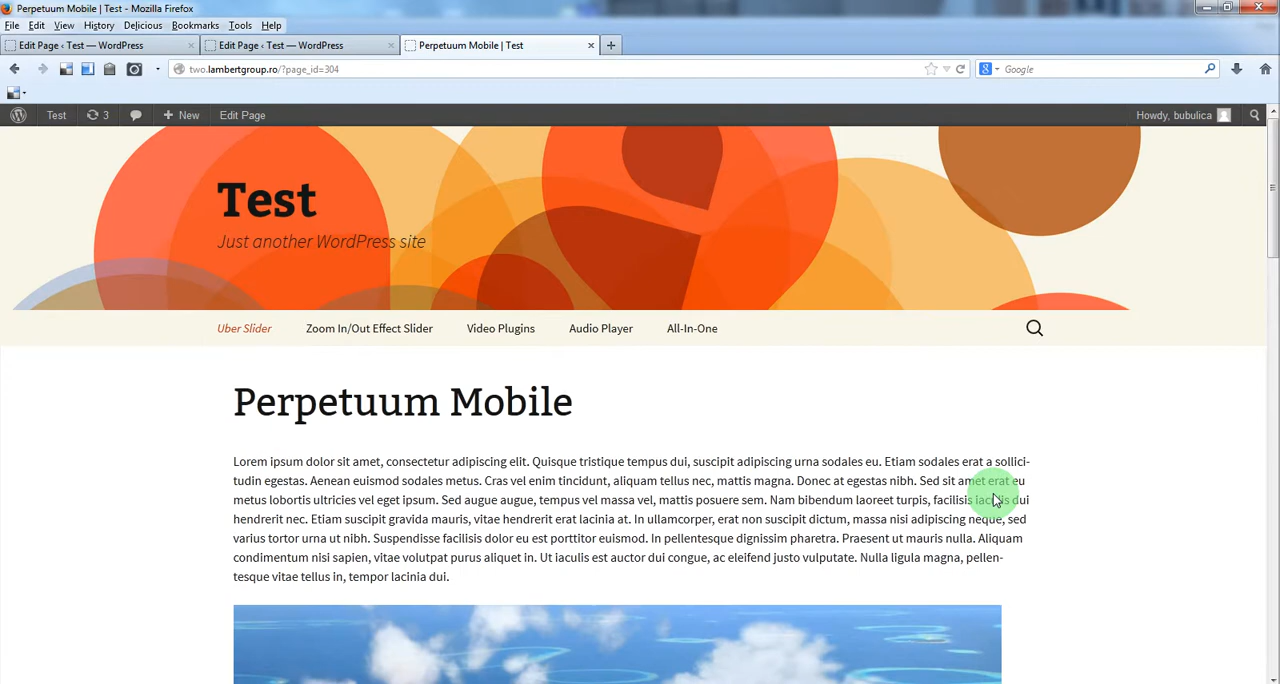 Perpetuum Mobile | Test - Mozilla Firefox
File Edit View History Delicious Bookmarks Tools Help
Edit Page ‹ Test — WordPress × Edit Page ‹ Test — WordPress × Perpetuum Mobile | Test × +
two.lambertgroup.ro/?page_id=304 Google
Test 3 + New Edit Page Howdy, bubulica
Test
Just another WordPress site
Uber Slider Zoom In/Out Effect Slider Video Plugins Audio Player All-In-One
Perpetuum Mobile
Lorem ipsum dolor sit amet, consectetur adipiscing elit. Quisque tristique tempus dui, suscipit adipiscing urna sodales eu. Etiam sodales erat a sollici-
tudin egestas. Aenean euismod sodales metus. Cras vel enim tincidunt, aliquam tellus nec, mattis magna. Donec at egestas nibh. Sed sit amet erat eu
metus lobortis ultricies vel eget ipsum. Sed augue augue, tempus vel massa vel, mattis posuere sem. Nam bibendum laoreet turpis, facilisis iaculis dui
hendrerit nec. Etiam suscipit gravida mauris, vitae hendrerit erat lacinia at. In ullamcorper, erat non suscipit dictum, massa nisi adipiscing neque, sed
varius tortor urna ut nibh. Suspendisse facilisis dolor eu est porttitor euismod. In pellentesque dignissim pharetra. Praesent ut mauris nulla. Aliquam
condimentum nisi sapien, vitae volutpat purus aliquet in. Ut iaculis est auctor dui congue, ac eleifend justo vulputate. Nulla ligula magna, pellen-
tesque vitae tellus in, tempor lacinia dui.